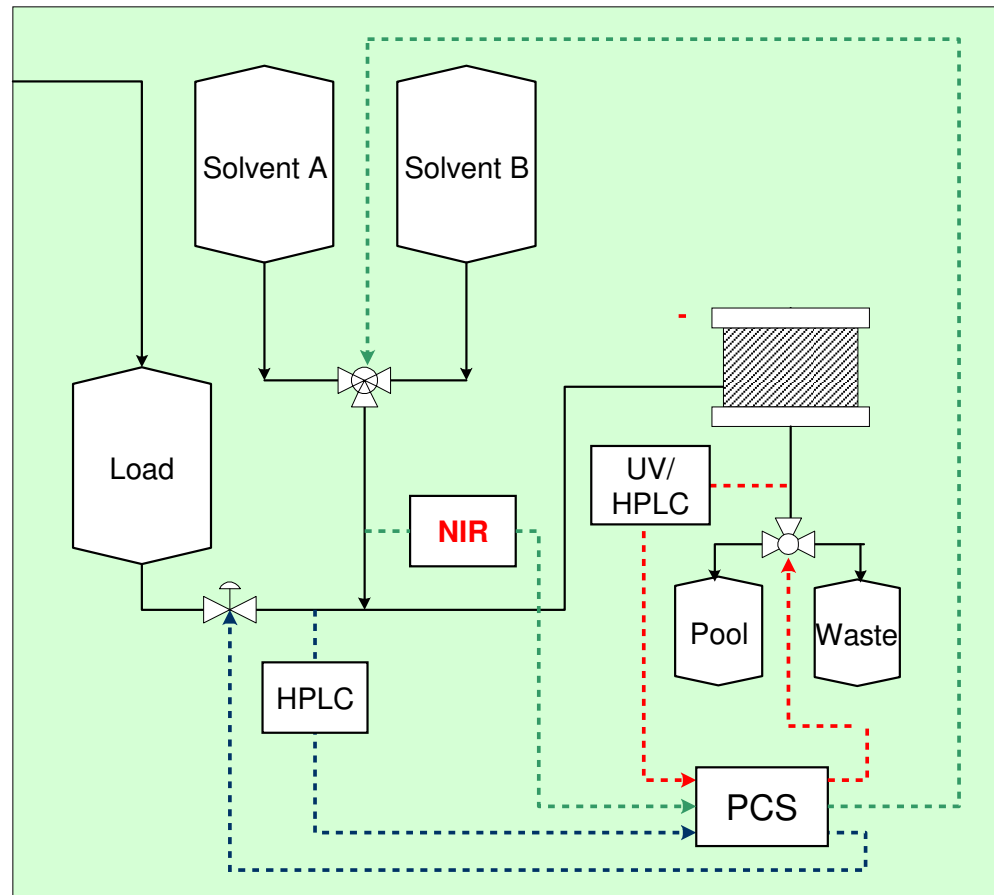 Solvent A
Solvent B
Load
UV/
HPLC
NIR
Pool
Waste
HPLC
PCS